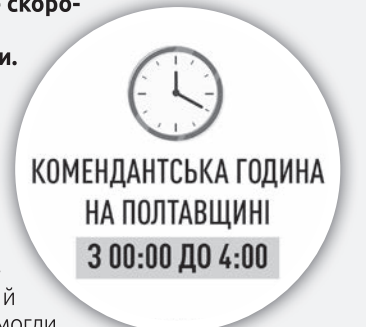 скоро-
и.
КОМЕНДАНТСЬКА ГОДИНА
НА ПОЛТАВЩИНІ
З 00:00 ДО 4:00
й
могли